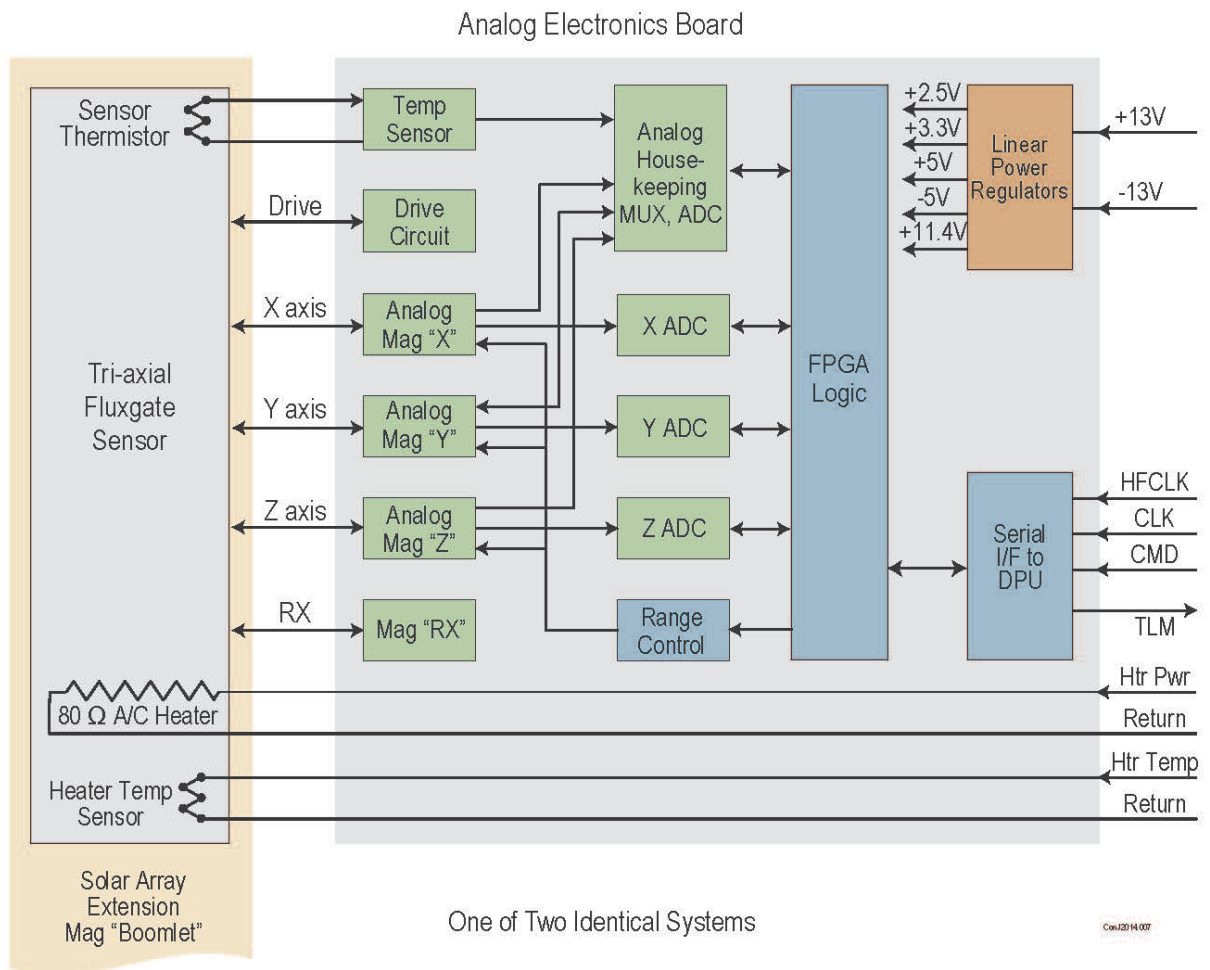 Analog Electronics Board
Sensor
Thermistor
Temp
Sensor
Analog
House-
keeping
MUX, ADC
+2.5V
+3.3V
+5V
-5V
+11.4V
Linear
Power
Regulators
+13V
-13V
Drive
Drive
Circuit
X axis
Analog
Mag “X”
X ADC
FPGA
Logic
Tri-axial
Fluxgate
Sensor
Y axis
Analog
Mag “Y”
Y ADC
Z axis
Analog
Mag “Z”
Z ADC
Serial
I/F to
DPU
HFCLK
CLK
CMD
TLM
RX
Mag “RX”
Range
Control
80 Ω A/C Heater
Htr Pwr
Return
Heater Temp
Sensor
Htr Temp
Return
Solar Array
Extension
Mag “Boomlet”
One of Two Identical Systems